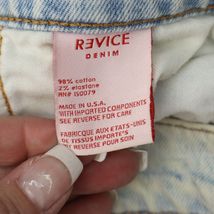 REVICE
DENIM
98% cotton
2% elastane
RN# 150079
MADE IN U.S.A.
WITH IMPORTED COMPONENTS
SEE REVERSE FOR CARE
FABRIQUE AUX ETATS-UNIS
DE TISSUS IMPORTE'S
VOIR REVERSE POUR SOIN